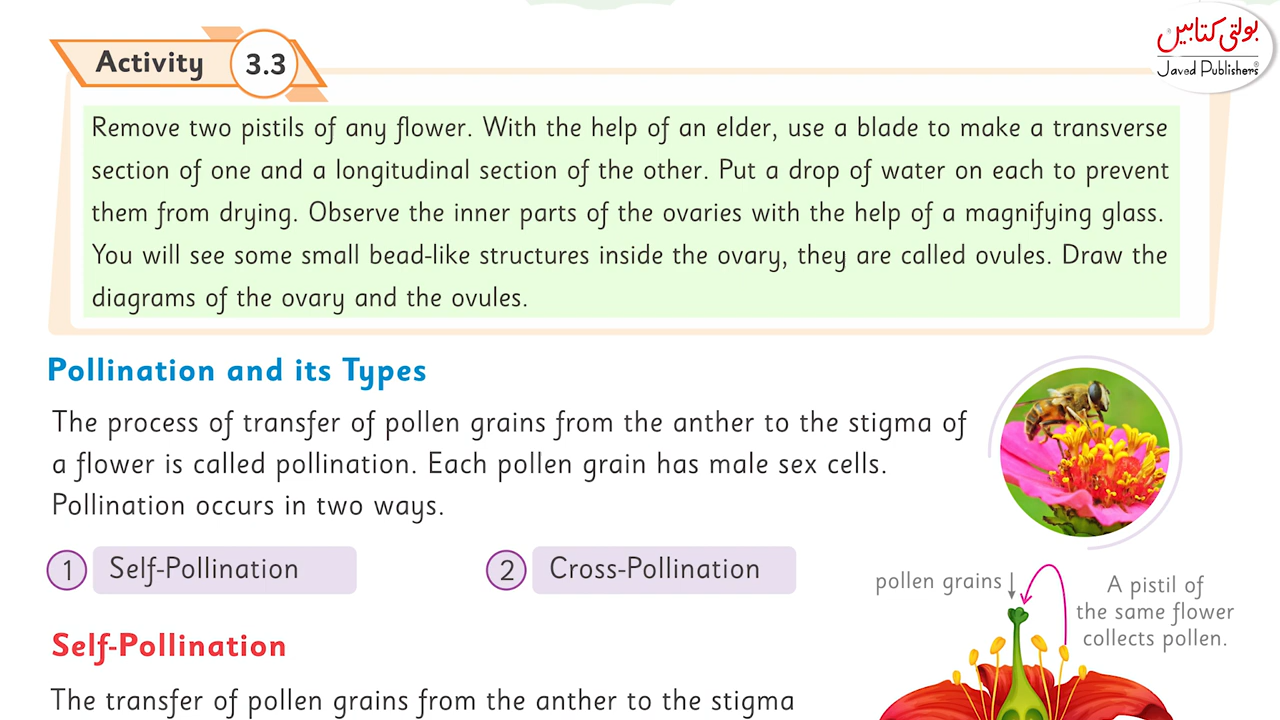 بولتی کتابیں
Javed Publishers®
Activity 3.3
Remove two pistils of any flower. With the help of an elder, use a blade to make a transverse
section of one and a longitudinal section of the other. Put a drop of water on each to prevent
them from drying. Observe the inner parts of the ovaries with the help of a magnifying glass.
You will see some small bead-like structures inside the ovary, they are called ovules. Draw the
diagrams of the ovary and the ovules.
Pollination and its Types
The process of transfer of pollen grains from the anther to the stigma of
a flower is called pollination. Each pollen grain has male sex cells.
Pollination occurs in two ways.
1 Self-Pollination
2 Cross-Pollination
pollen grains
A pistil of
the same flower
collects pollen.
Self-Pollination
The transfer of pollen grains from the anther to the stigma